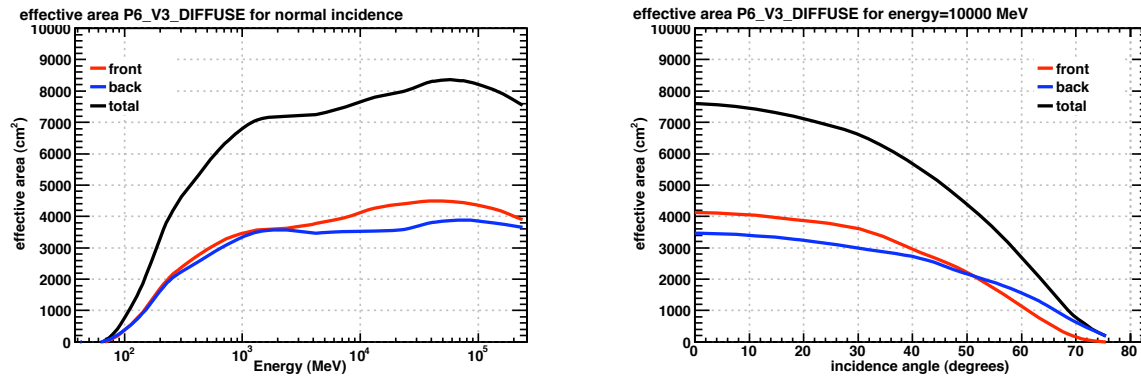 effective area P6_V3_DIFFUSE for normal incidence
effective area (cm²)
10000
9000
8000
7000
6000
5000
4000
3000
2000
1000
0
front
back
total
10²
10³
10⁴
10⁵
Energy (MeV)
effective area P6_V3_DIFFUSE for energy=10000 MeV
effective area (cm²)
10000
9000
8000
7000
6000
5000
4000
3000
2000
1000
0
front
back
total
0 10 20 30 40 50 60 70 80
incidence angle (degrees)